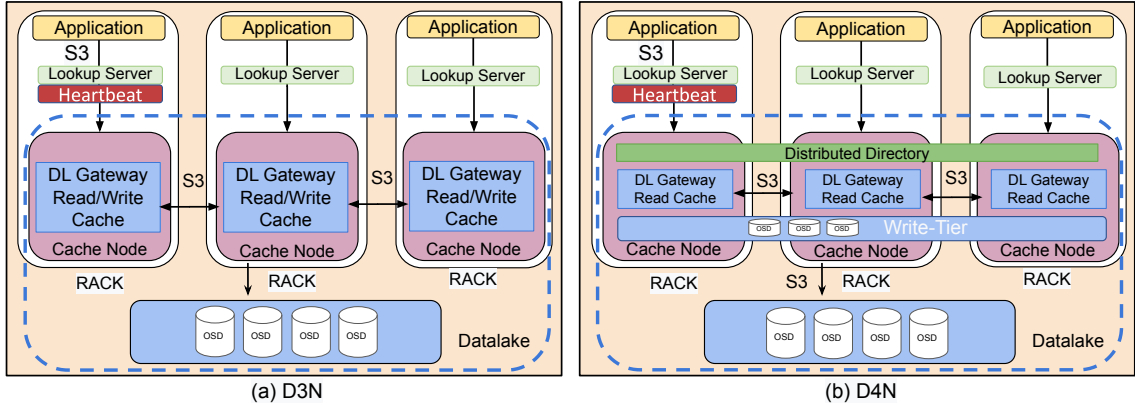 Application
S3
Lookup Server
Heartbeat
DL Gateway
Read/Write
Cache
Cache Node
RACK
Application
Lookup Server
DL Gateway
Read/Write
Cache
Cache Node
RACK
Application
Lookup Server
DL Gateway
Read/Write
Cache
Cache Node
RACK
S3
S3
OSD
OSD
OSD
OSD
Datalake
(a) D3N
Application
S3
Lookup Server
Heartbeat
Application
Lookup Server
Application
Lookup Server
Distributed Directory
DL Gateway
Read Cache
S3
DL Gateway
Read Cache
S3
DL Gateway
Read Cache
OSD
OSD
OSD
Write-Tier
Cache Node
Cache Node
Cache Node
RACK
S3
RACK
RACK
OSD
OSD
OSD
OSD
Datalake
(b) D4N